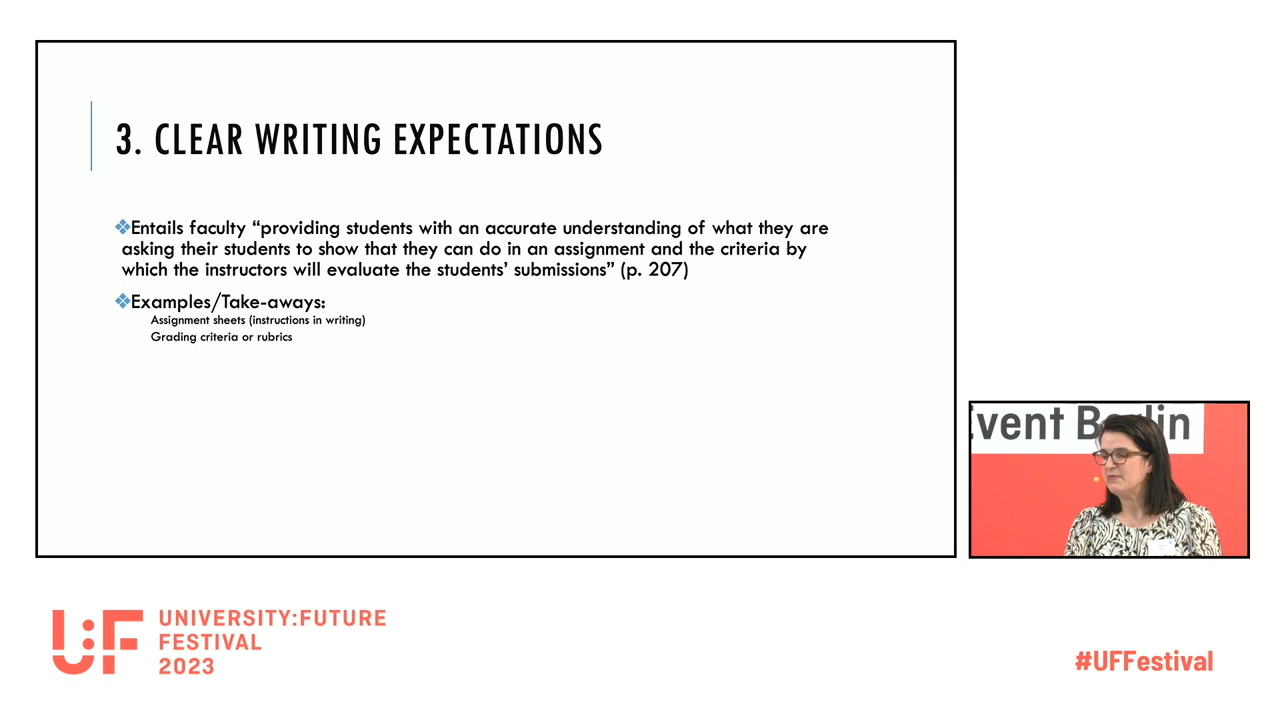 3. CLEAR WRITING EXPECTATIONS
❖Entails faculty “providing students with an accurate understanding of what they are
asking their students to show that they can do in an assignment and the criteria by
which the instructors will evaluate the students’ submissions” (p. 207)
❖Examples/Take-aways:
Assignment sheets (instructions in writing)
Grading criteria or rubrics
Event Berlin
U:F
UNIVERSITY:FUTURE
FESTIVAL
2023
#UFFestival